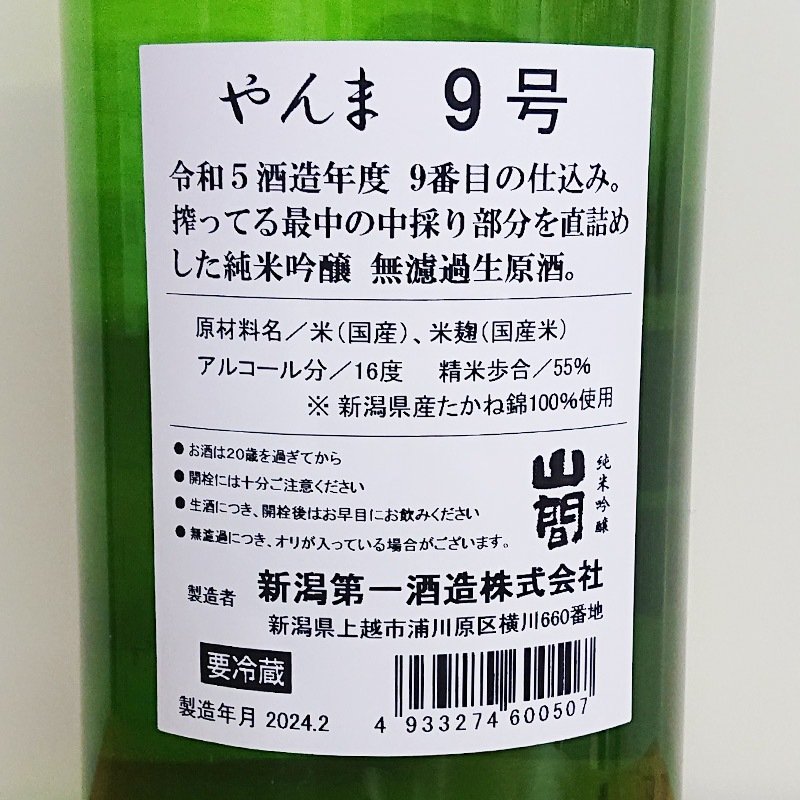 やんま 9号
令和5酒造年度 9番目の仕込み。
搾ってる最中の中採り部分を直詰め
した純米吟醸 無濾過生原酒。
原材料名／米(国産)、米麹(国産米)
アルコール分／16度 精米歩合／55%
※ 新潟県産たかね錦100%使用
●お酒は20歳を過ぎてから
●開栓には十分ご注意ください
●生酒につき、開栓後はお早目にお飲みください
●無濾過につき、オリが入っている場合がございます。
純米吟醸
山間
製造者 新潟第一酒造株式会社
新潟県上越市浦川原区横川660番地
要冷蔵
製造年月 2024.2
4 933274 600507